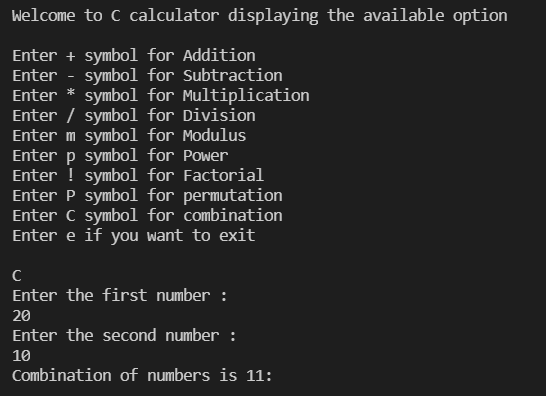 Welcome to C calculator displaying the available option
Enter + symbol for Addition
Enter - symbol for Subtraction
Enter * symbol for Multiplication
Enter / symbol for Division
Enter m symbol for Modulus
Enter p symbol for Power
Enter ! symbol for Factorial
Enter P symbol for permutation
Enter C symbol for combination
Enter e if you want to exit
C
Enter the first number :
20
Enter the second number :
10
Combination of numbers is 11: